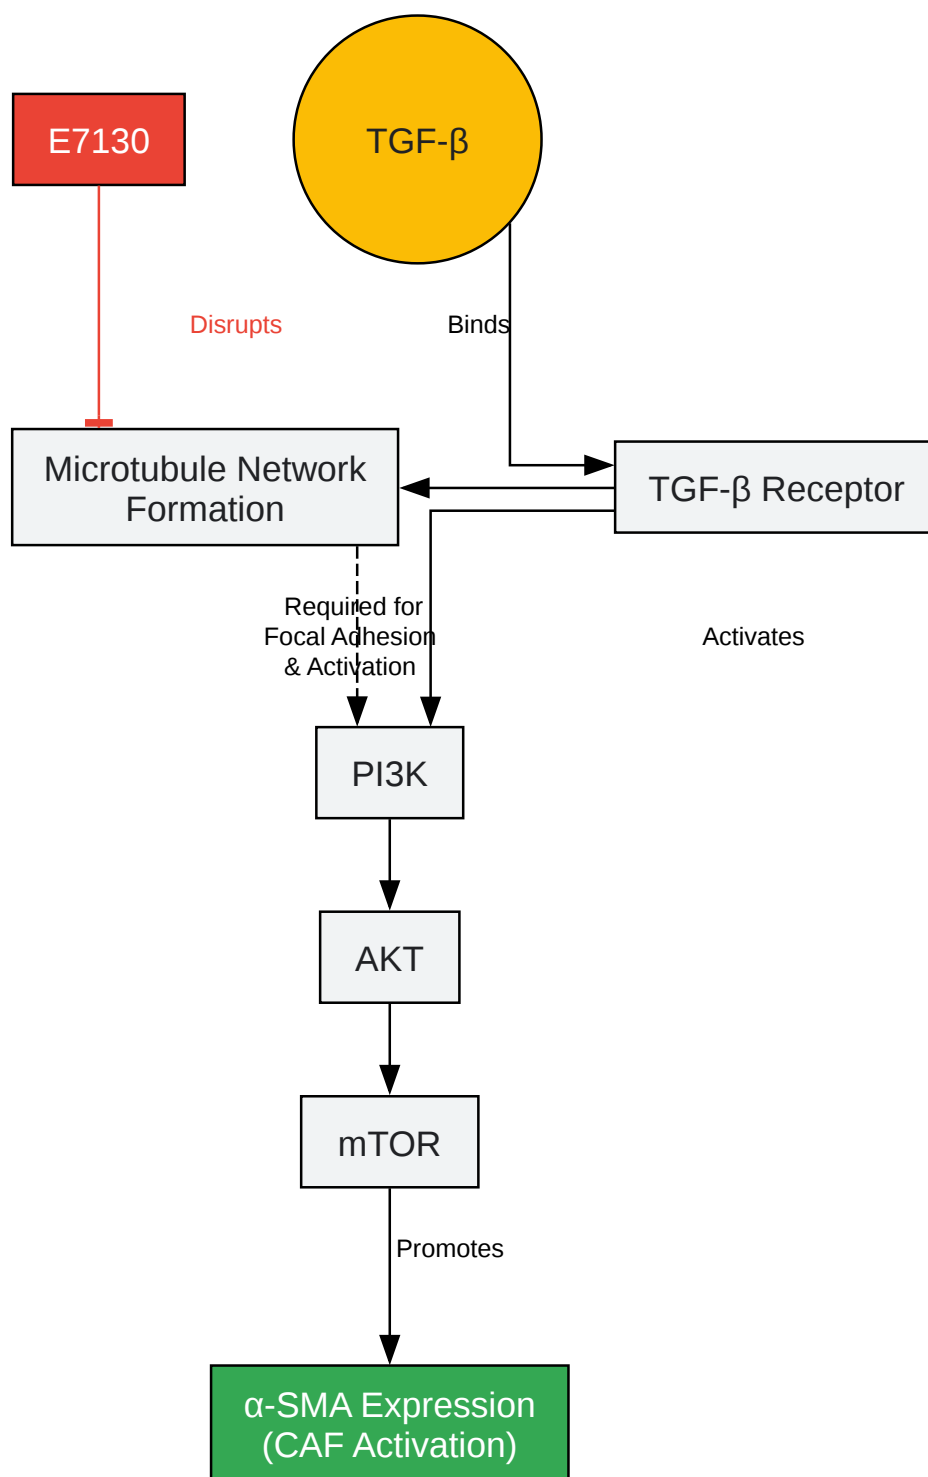 E7130
TGF-β
Disrupts
Binds
Microtubule Network
Formation
TGF-β Receptor
Required for
Focal Adhesion
& Activation
Activates
PI3K
AKT
mTOR
Promotes
α-SMA Expression
(CAF Activation)